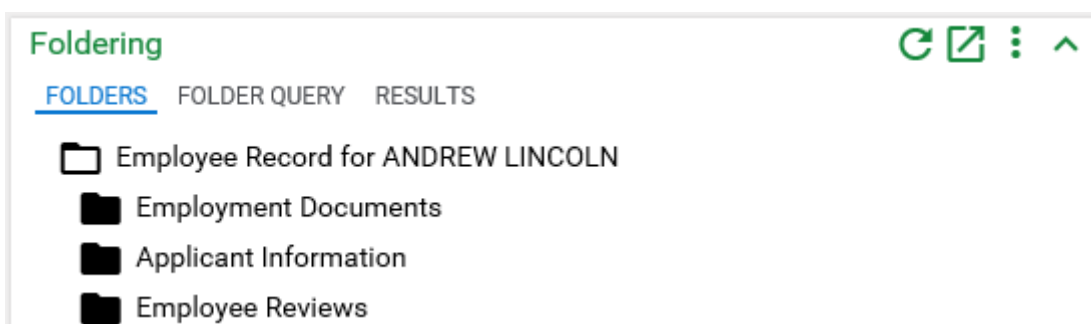 Foldering
FOLDERS FOLDER QUERY RESULTS
Employee Record for ANDREW LINCOLN
Employment Documents
Applicant Information
Employee Reviews